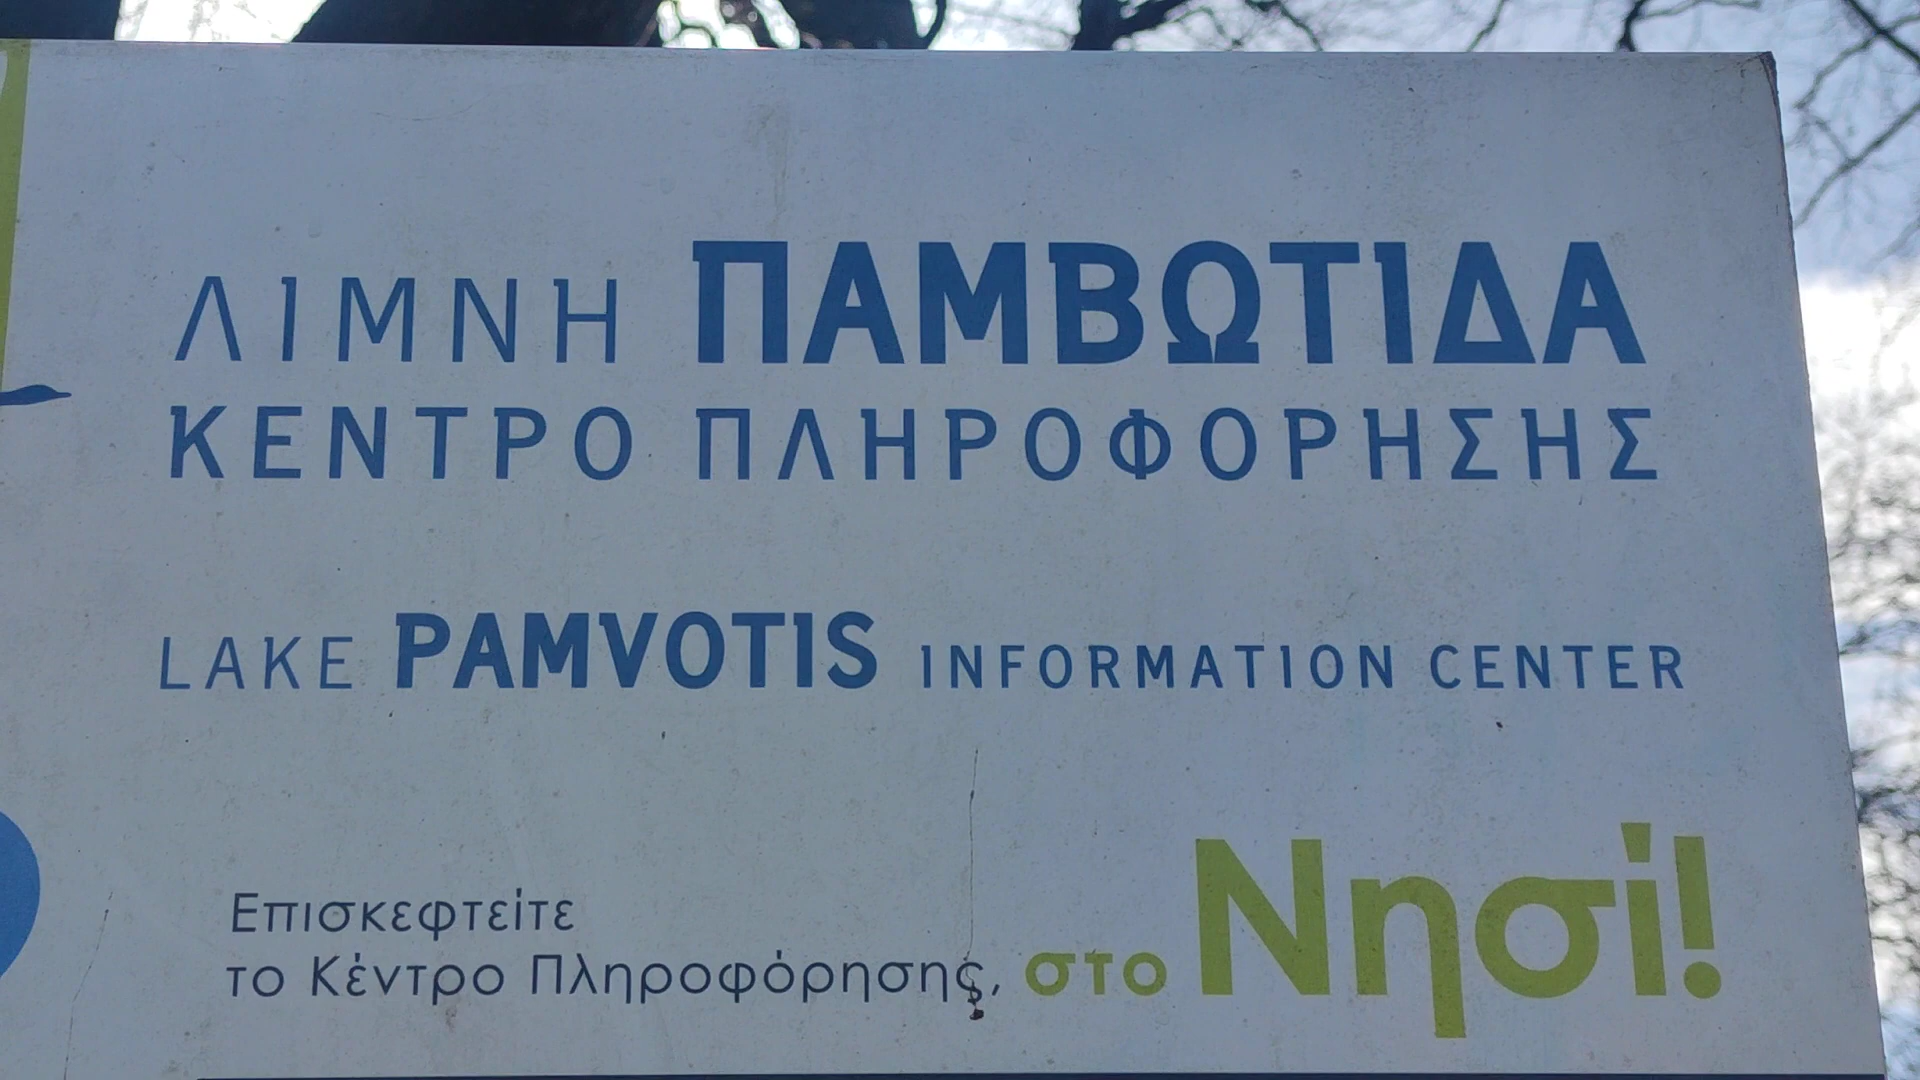 ΛΙΜΝΗ ΠΑΜΒΩΤΙΔΑ
ΚΕΝΤΡΟ ΠΛΗΡΟΦΟΡΗΣΗΣ
LAKE PAMVOTIS INFORMATION CENTER
Επισκεφτείτε
το Κέντρο Πληροφόρησης, στο Νησί!